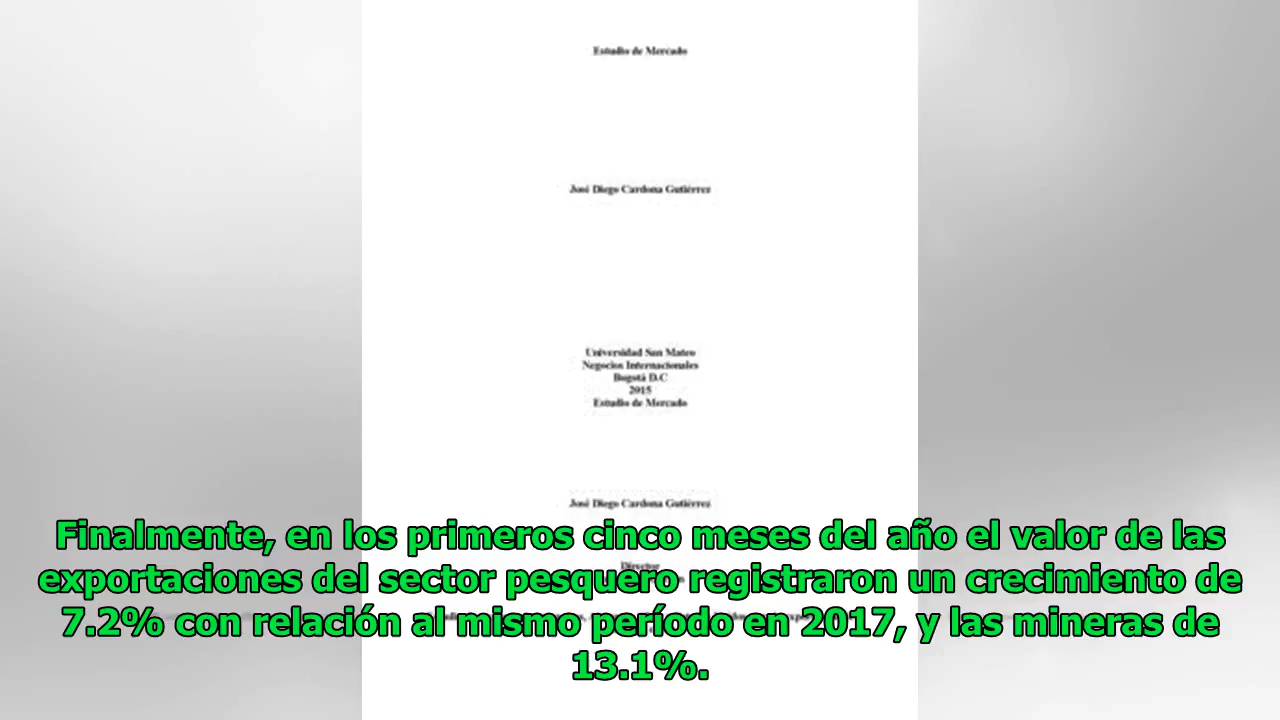 Estudio de Mercado
José Diego Cardona Gutiérrez
Universidad San Mateo
Negocios Internacionales
Bogotá D.C
2015
Estudio de Mercado
José Diego Cardona Gutiérrez
Finalmente, en los primeros cinco meses del año el valor de las
exportaciones del sector pesquero registraron un crecimiento de
7.2% con relación al mismo período en 2017, y las mineras de
13.1%.
Director